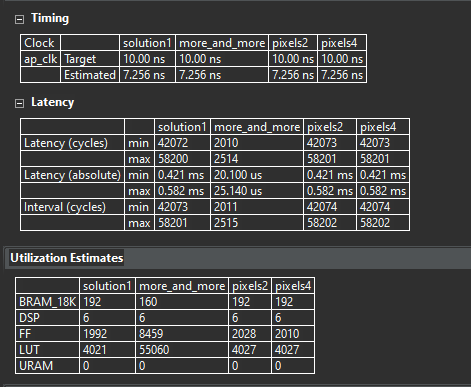 Timing
Clock solution1 more_and_more pixels2 pixels4
ap_clk Target 10.00 ns 10.00 ns 10.00 ns 10.00 ns
Estimated 7.256 ns 7.256 ns 7.256 ns 7.256 ns
Latency
solution1 more_and_more pixels2 pixels4
Latency (cycles) min 42072 2010 42073 42073
max 58200 2514 58201 58201
Latency (absolute) min 0.421 ms 20.100 us 0.421 ms 0.421 ms
max 0.582 ms 25.140 us 0.582 ms 0.582 ms
Interval (cycles) min 42073 2011 42074 42074
max 58201 2515 58202 58202
Utilization Estimates
solution1 more_and_more pixels2 pixels4
BRAM_18K 192 160 192 192
DSP 6 6 6 6
FF 1992 8459 2028 2010
LUT 4021 55060 4027 4027
URAM 0 0 0 0